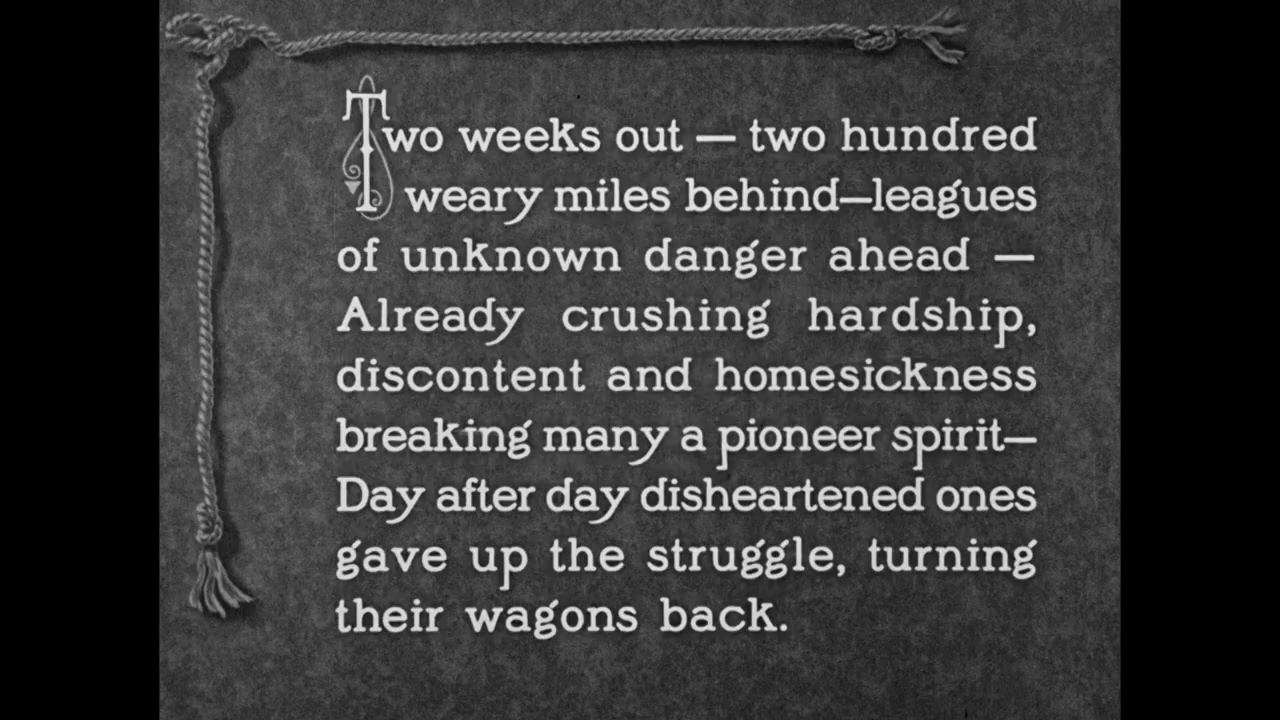 Two weeks out — two hundred
weary miles behind—leagues
of unknown danger ahead —
Already crushing hardship,
discontent and homesickness
breaking many a pioneer spirit—
Day after day disheartened ones
gave up the struggle, turning
their wagons back.